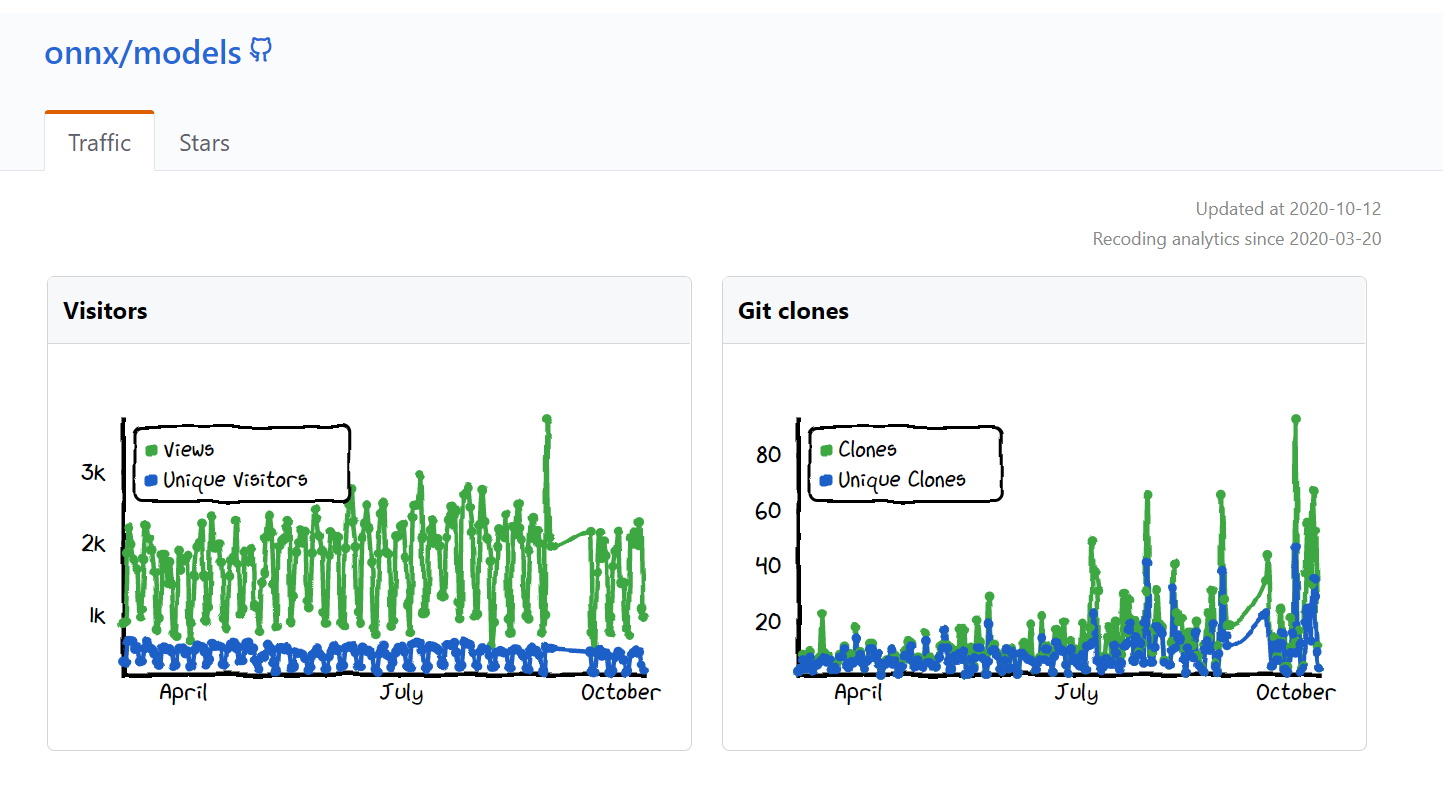 onnx/models
Traffic
Stars
Updated at 2020-10-12
Recoding analytics since 2020-03-20
Visitors
Views
Unique Visitors
3k
2k
1k
April
July
October
Git clones
Clones
Unique Clones
80
60
40
20
April
July
October